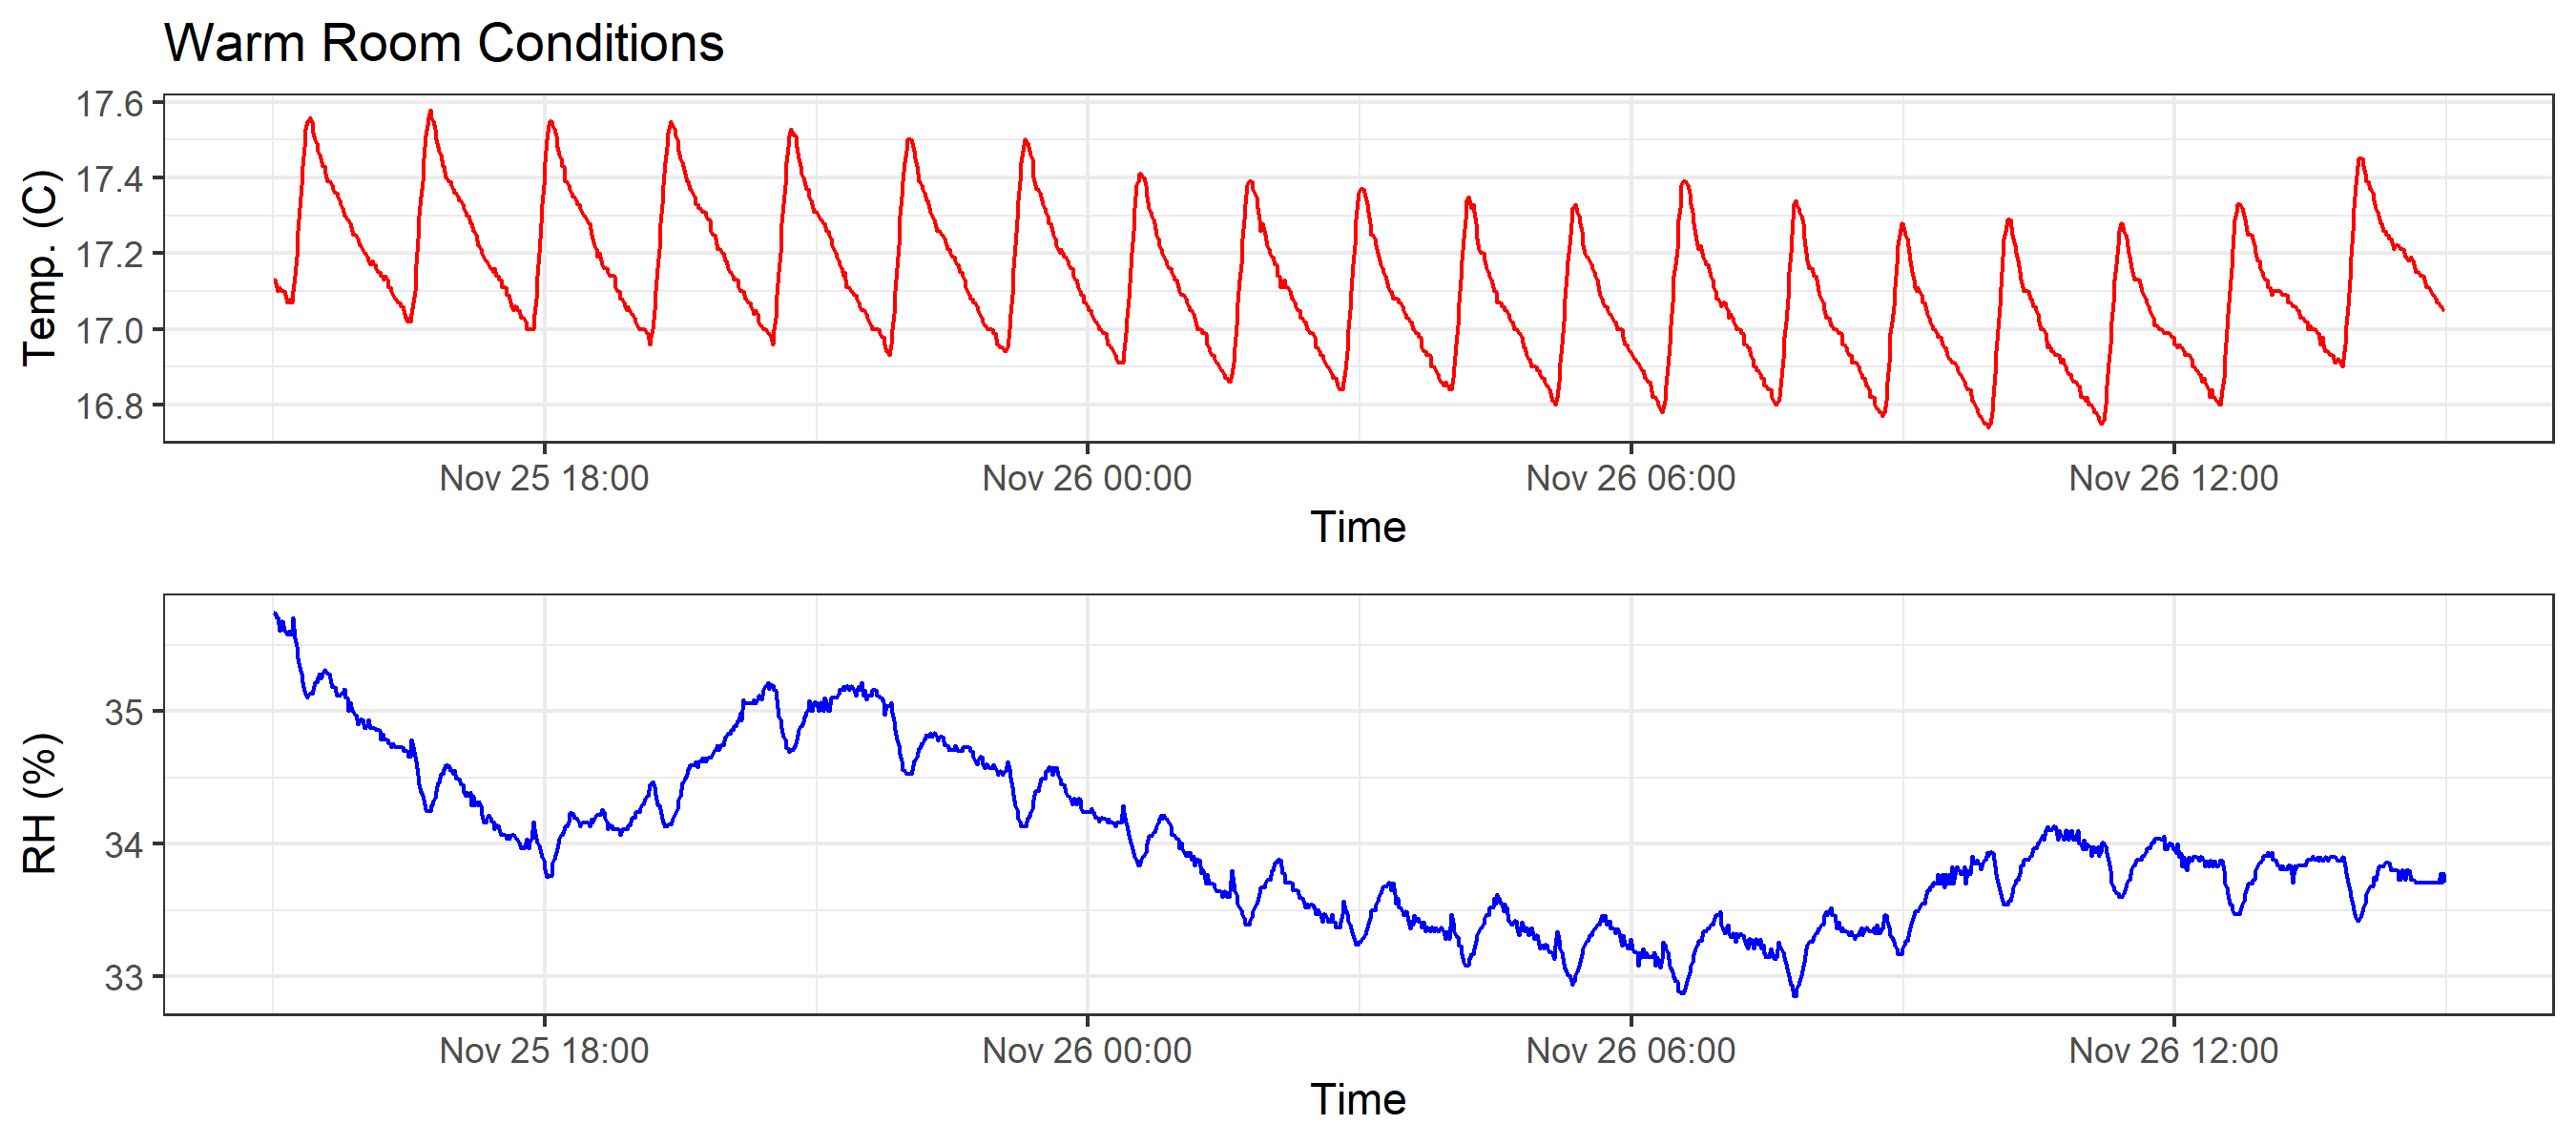 Warm Room Conditions
17.6
17.4
17.2
17.0
16.8
Temp. (C)
Nov 25 18:00 Nov 26 00:00 Nov 26 06:00 Nov 26 12:00
Time
35
34
33
RH (%)
Nov 25 18:00 Nov 26 00:00 Nov 26 06:00 Nov 26 12:00
Time